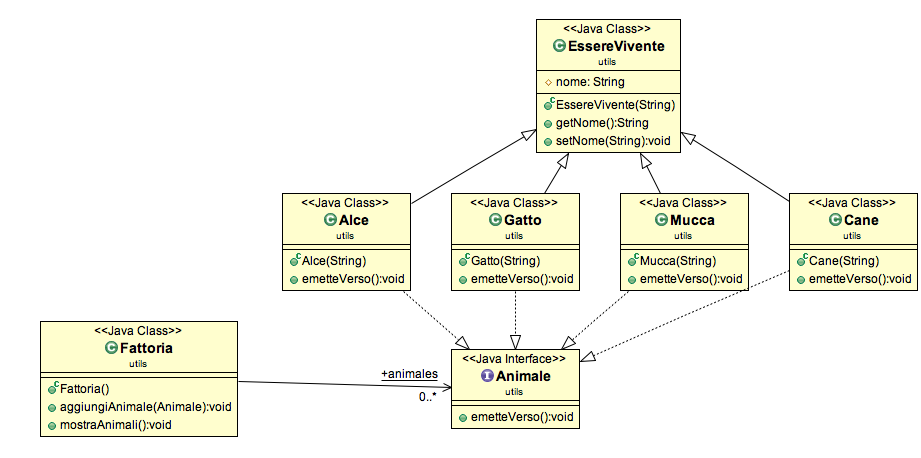 <<Java Class>>
EssereVivente
utils
nome: String
EssereVivente(String)
getNome():String
setNome(String):void
<<Java Class>>
Alce
utils
Alce(String)
emetteVerso():void
<<Java Class>>
Gatto
utils
Gatto(String)
emetteVerso():void
<<Java Class>>
Mucca
utils
Mucca(String)
emetteVerso():void
<<Java Class>>
Cane
utils
Cane(String)
emetteVerso():void
<<Java Class>>
Fattoria
utils
Fattoria()
aggiungiAnimale(Animale):void
mostraAnimali():void
+animales
0..*
<<Java Interface>>
Animale
utils
emetteVerso():void